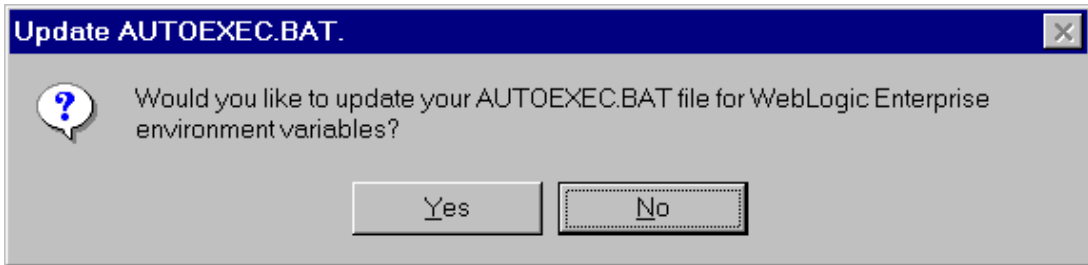 Update AUTOEXEC.BAT.
Would you like to update your AUTOEXEC.BAT file for WebLogic Enterprise
environment variables?
Yes No